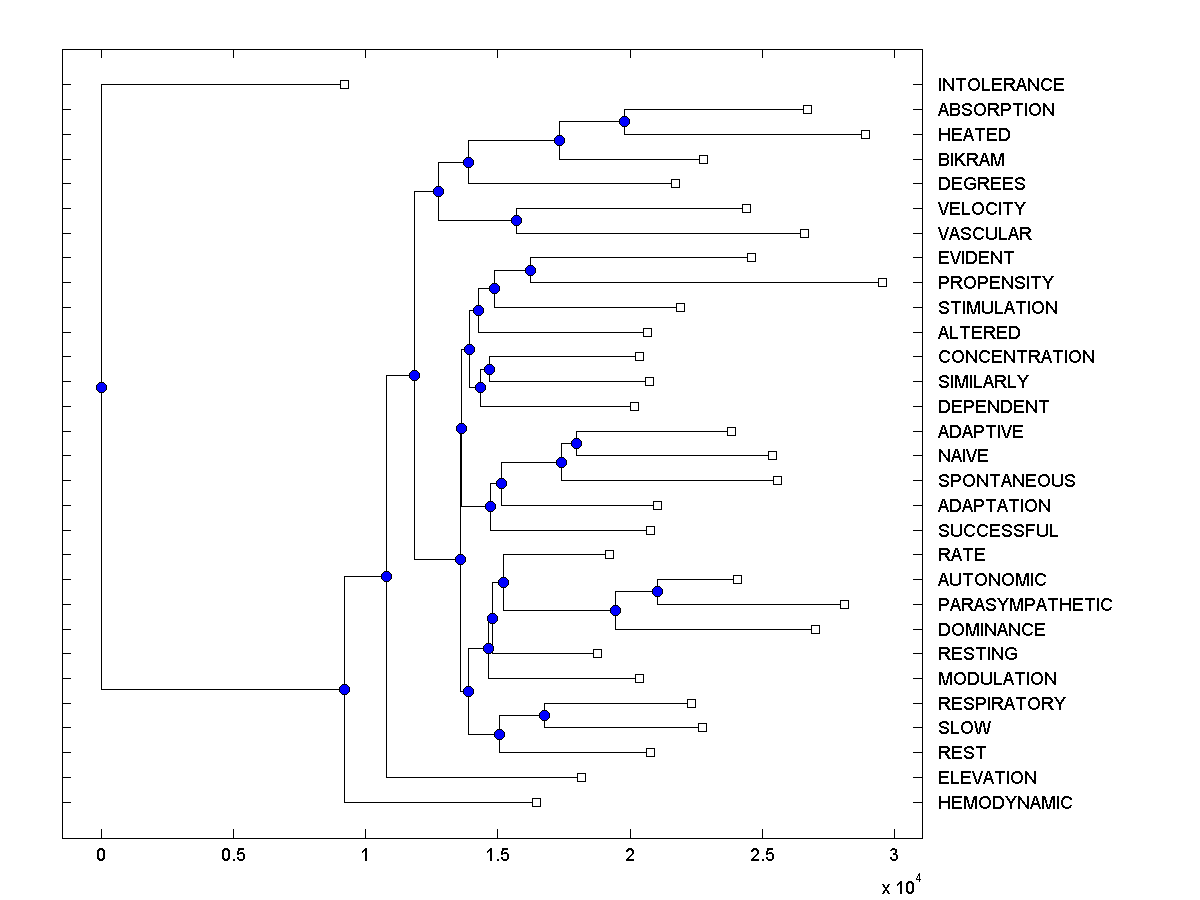 INTOLERANCE
ABSORPTION
HEATED
BIKRAM
DEGREES
VELOCITY
VASCULAR
EVIDENT
PROPENSITY
STIMULATION
ALTERED
CONCENTRATION
SIMILARLY
DEPENDENT
ADAPTIVE
NAIVE
SPONTANEOUS
ADAPTATION
SUCCESSFUL
RATE
AUTONOMIC
PARASYMPATHETIC
DOMINANCE
RESTING
MODULATION
RESPIRATORY
SLOW
REST
ELEVATION
HEMODYNAMIC
0 0.5 1 1.5 2 2.5 3
x 10^4